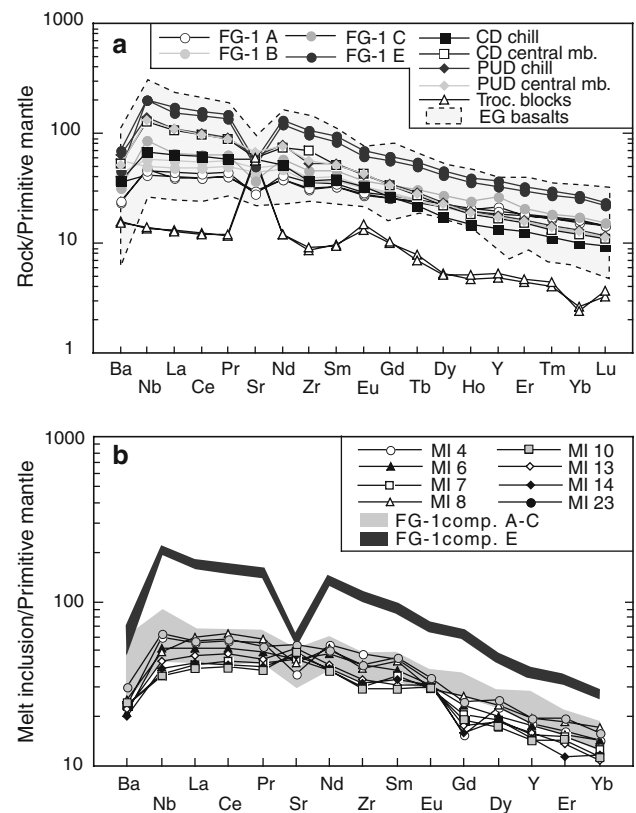 1000
a
FG-1 A
FG-1 B
FG-1 C
FG-1 E
CD chill
CD central mb.
PUD chill
PUD central mb.
Troc. blocks
EG basalts
100
10
1
Rock/Primitive mantle
Ba Nb La Ce Pr Sr Nd Zr Sm Eu Gd Tb Dy Ho Y Er Tm Yb Lu
1000
b
MI 4
MI 6
MI 7
MI 8
MI 10
MI 13
MI 14
MI 23
FG-1comp. A-C
FG-1comp. E
100
10
Melt inclusion/Primitive mantle
Ba Nb La Ce Pr Sr Nd Zr Sm Eu Gd Dy Y Er Yb